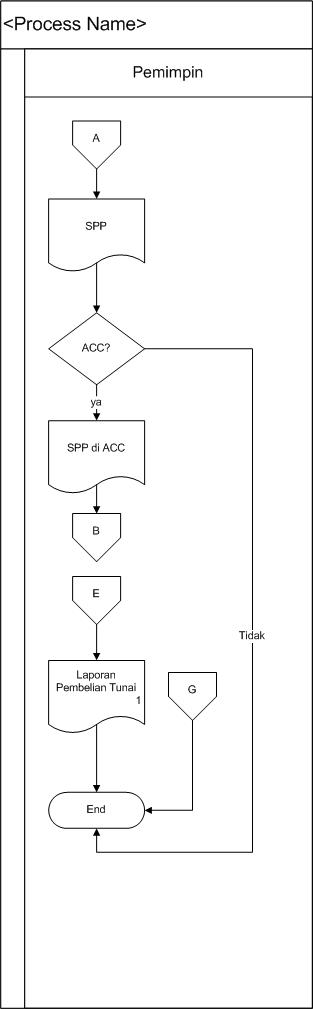 <Process Name>
Pemimpin
A
SPP
ACC?
ya
SPP di ACC
B
E
Tidak
Laporan
Pembelian Tunai
1
G
End